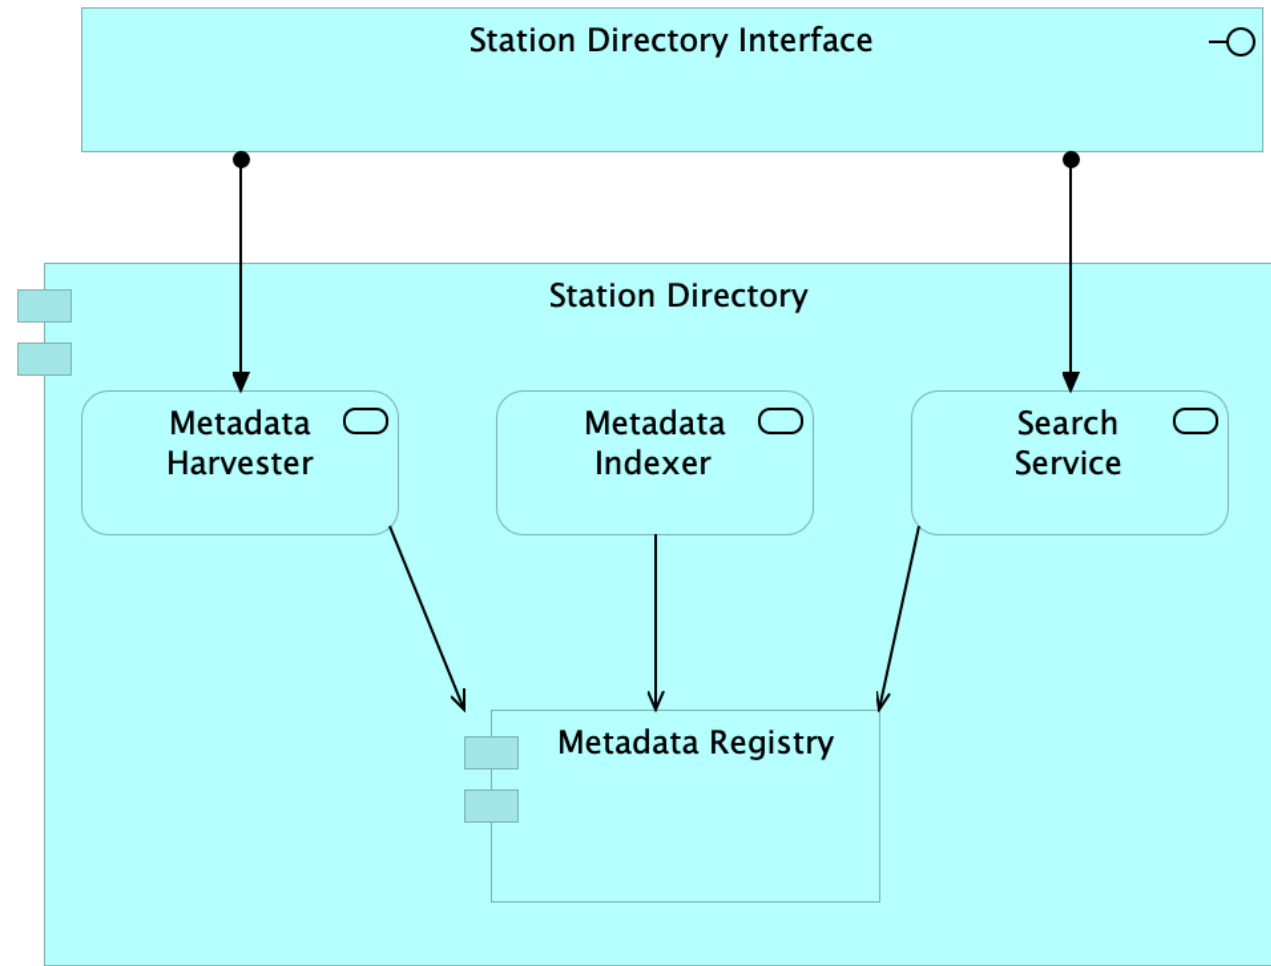 Station Directory Interface
Station Directory
Metadata
Harvester
Metadata
Indexer
Search
Service
Metadata Registry